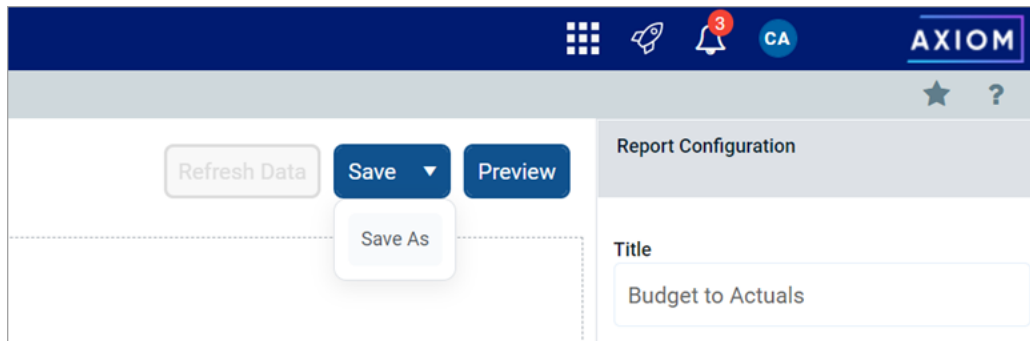 3
CA
AXIOM
?
Refresh Data
Save
Preview
Save As
Report Configuration
Title
Budget to Actuals